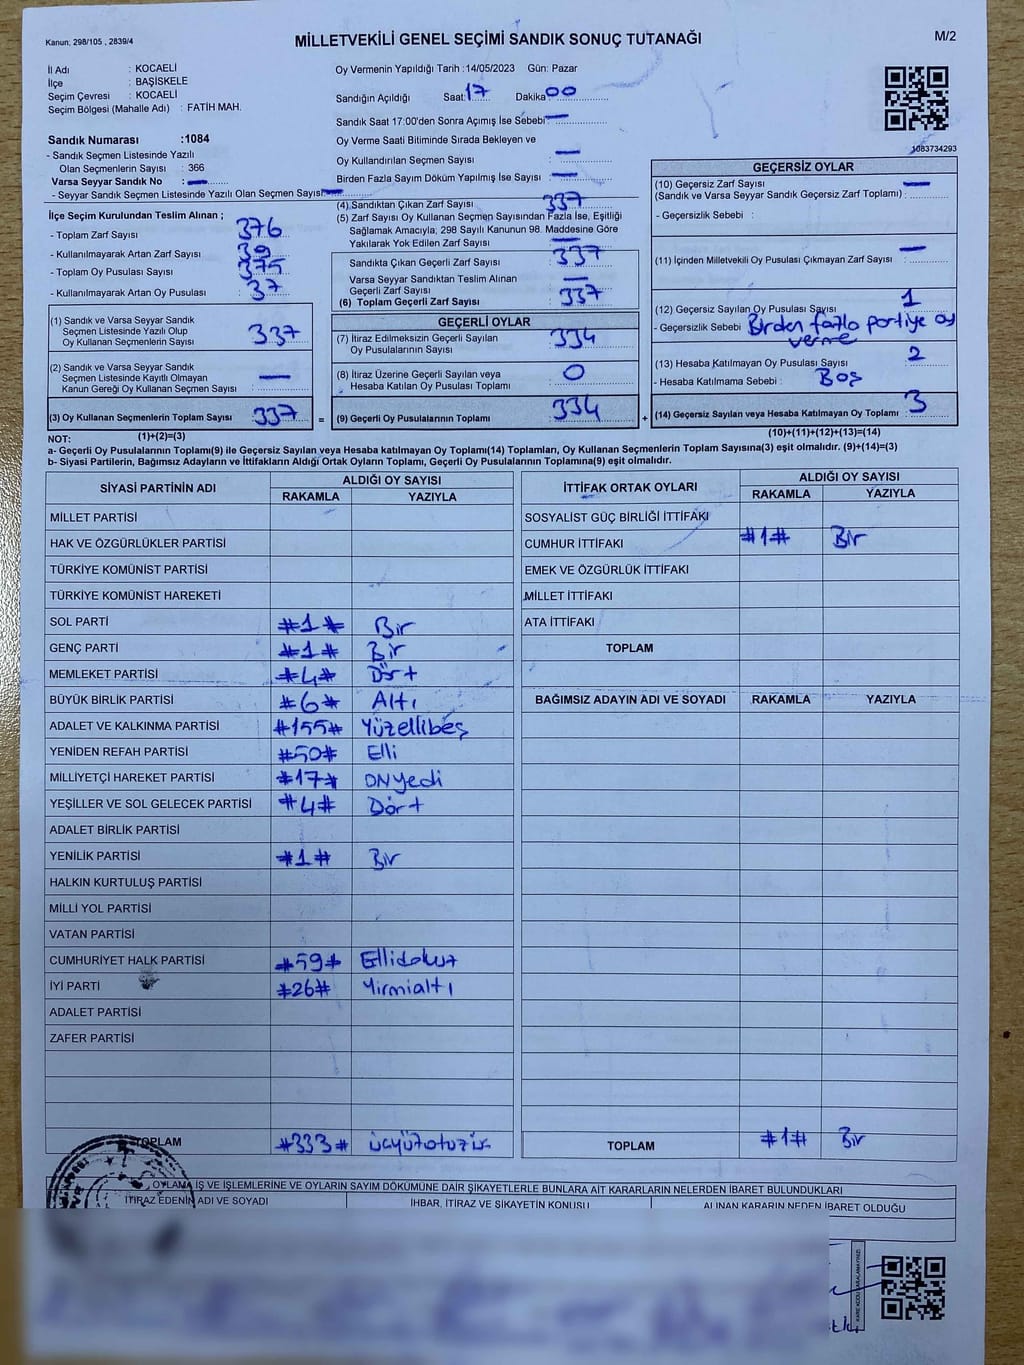 Kanun; 298/105 , 2839/4
MİLLETVEKİLİ GENEL SEÇİMİ SANDIK SONUÇ TUTANAĞI
M/2
İl Adı : KOCAELİ
İlçe : BAŞİSKELE
Seçim Çevresi : KOCAELİ
Seçim Bölgesi (Mahalle Adı) : FATİH MAH.
Sandık Numarası :1084
- Sandık Seçmen Listesinde Yazılı
Olan Seçmenlerin Sayısı : 366
Varsa Seyyar Sandık No : —
- Seyyar Sandık Seçmen Listesinde Yazılı Olan Seçmen Sayısı: —
Oy Vermenin Yapıldığı Tarih :14/05/2023 Gün: Pazar
Sandığın Açıldığı Saat: 17 Dakika: 00
Sandık Saat 17:00'den Sonra Açımış İse Sebebi: —
Oy Verme Saati Bitiminde Sırada Bekleyen ve
Oy Kullandırılan Seçmen Sayısı —
Birden Fazla Sayım Döküm Yapılmış İse Sayısı : —
1083734293
İlçe Seçim Kurulundan Teslim Alınan ;
- Toplam Zarf Sayısı : 376
- Kullanılmayarak Artan Zarf Sayısı : 39
- Toplam Oy Pusulası Sayısı : 375
- Kullanılmayarak Artan Oy Pusulası : 37
(1) Sandık ve Varsa Seyyar Sandık
Seçmen Listesinde Yazılı Olup
Oy Kullanan Seçmenlerin Sayısı : 337
(2) Sandık ve Varsa Seyyar Sandık
Seçmen Listesinde Kayıtlı Olmayan
Kanun Gereği Oy Kullanan Seçmen Sayısı : —
(3) Oy Kullanan Seçmenlerin Toplam Sayısı : 337 =
(4) Sandıktan Çıkan Zarf Sayısı : 337
(5) Zarf Sayısı Oy Kullanan Seçmen Sayısından Fazla İse, Eşitliği
Sağlamak Amacıyla; 298 Sayılı Kanunun 98. Maddesine Göre
Yakılarak Yok Edilen Zarf Sayısı : —
Sandıkta Çıkan Geçerli Zarf Sayısı : 337
Varsa Seyyar Sandıktan Teslim Alınan
Geçerli Zarf Sayısı : —
(6) Toplam Geçerli Zarf Sayısı : 337
GEÇERLİ OYLAR
(7) İtiraz Edilmeksizin Geçerli Sayılan
Oy Pusulalarının Sayısı : 334
(8) İtiraz Üzerine Geçerli Sayılan veya
Hesaba Katılan Oy Pusulası Toplamı : 0
(9) Geçerli Oy Pusulalarının Toplamı : 334 +
GEÇERSİZ OYLAR
(10) Geçersiz Zarf Sayısı
(Sandık ve Varsa Seyyar Sandık Geçersiz Zarf Toplamı) : —
- Geçersizlik Sebebi :
(11) İçinden Milletvekili Oy Pusulası Çıkmayan Zarf Sayısı : —
(12) Geçersiz Sayılan Oy Pusulası Sayısı : 1
- Geçersizlik Sebebi : Birden fazla partiye oy
verme
(13) Hesaba Katılmayan Oy Pusulası Sayısı : 2
- Hesaba Katılmama Sebebi : Boş
(14) Geçersiz Sayılan veya Hesaba Katılmayan Oy Toplamı : 3
NOT: (1)+(2)=(3) (10)+(11)+(12)+(13)=(14)
a- Geçerli Oy Pusulalarının Toplamı(9) ile Geçersiz Sayılan veya Hesaba katılmayan Oy Toplamı(14) Toplamları, Oy Kullanan Seçmenlerin Toplam Sayısına(3) eşit olmalıdır. (9)+(14)=(3)
b- Siyasi Partilerin, Bağımsız Adayların ve İttifakların Aldığı Ortak Oyların Toplamı, Geçerli Oy Pusulalarının Toplamına(9) eşit olmalıdır.
SİYASİ PARTİNİN ADI ALDIĞI OY SAYISI
RAKAMLA YAZIYLA
MİLLET PARTİSİ
HAK VE ÖZGÜRLÜKLER PARTİSİ
TÜRKİYE KOMÜNİST PARTİSİ
TÜRKİYE KOMÜNİST HAREKETİ
SOL PARTİ #1# Bir
GENÇ PARTİ #1# Bir
MEMLEKET PARTİSİ #4# Dört
BÜYÜK BİRLİK PARTİSİ #6# Altı
ADALET VE KALKINMA PARTİSİ #155# Yüzellibeş
YENİDEN REFAH PARTİSİ #50# Elli
MİLLİYETÇİ HAREKET PARTİSİ #17# ONyedi
YEŞİLLER VE SOL GELECEK PARTİSİ #4# Dört
ADALET BİRLİK PARTİSİ
YENİLİK PARTİSİ #1# Bir
HALKIN KURTULUŞ PARTİSİ
MİLLİ YOL PARTİSİ
VATAN PARTİSİ
CUMHURİYET HALK PARTİSİ #59# Ellidokuz
İYİ PARTİ #26# Yirmialtı
ADALET PARTİSİ
ZAFER PARTİSİ
TOPLAM #333# üçyüzotuzüç
İTTİFAK ORTAK OYLARI ALDIĞI OY SAYISI
RAKAMLA YAZIYLA
SOSYALİST GÜÇ BİRLİĞİ İTTİFAKI
CUMHUR İTTİFAKI #1# Bir
EMEK VE ÖZGÜRLÜK İTTİFAKI
MİLLET İTTİFAKI
ATA İTTİFAKI
TOPLAM
BAĞIMSIZ ADAYIN ADI VE SOYADI RAKAMLA YAZIYLA
TOPLAM #1# Bir
OYLAMA İŞ VE İŞLEMLERİNE VE OYLARIN SAYIM DÖKÜMÜNE DAİR ŞİKAYETLERLE BUNLARA AİT KARARLARIN NELERDEN İBARET BULUNDUKLARI
İTİRAZ EDENİN ADI VE SOYADI İHBAR, İTİRAZ VE ŞİKAYETİN KONUSU ALINAN KARARIN NEDEN İBARET OLDUĞU